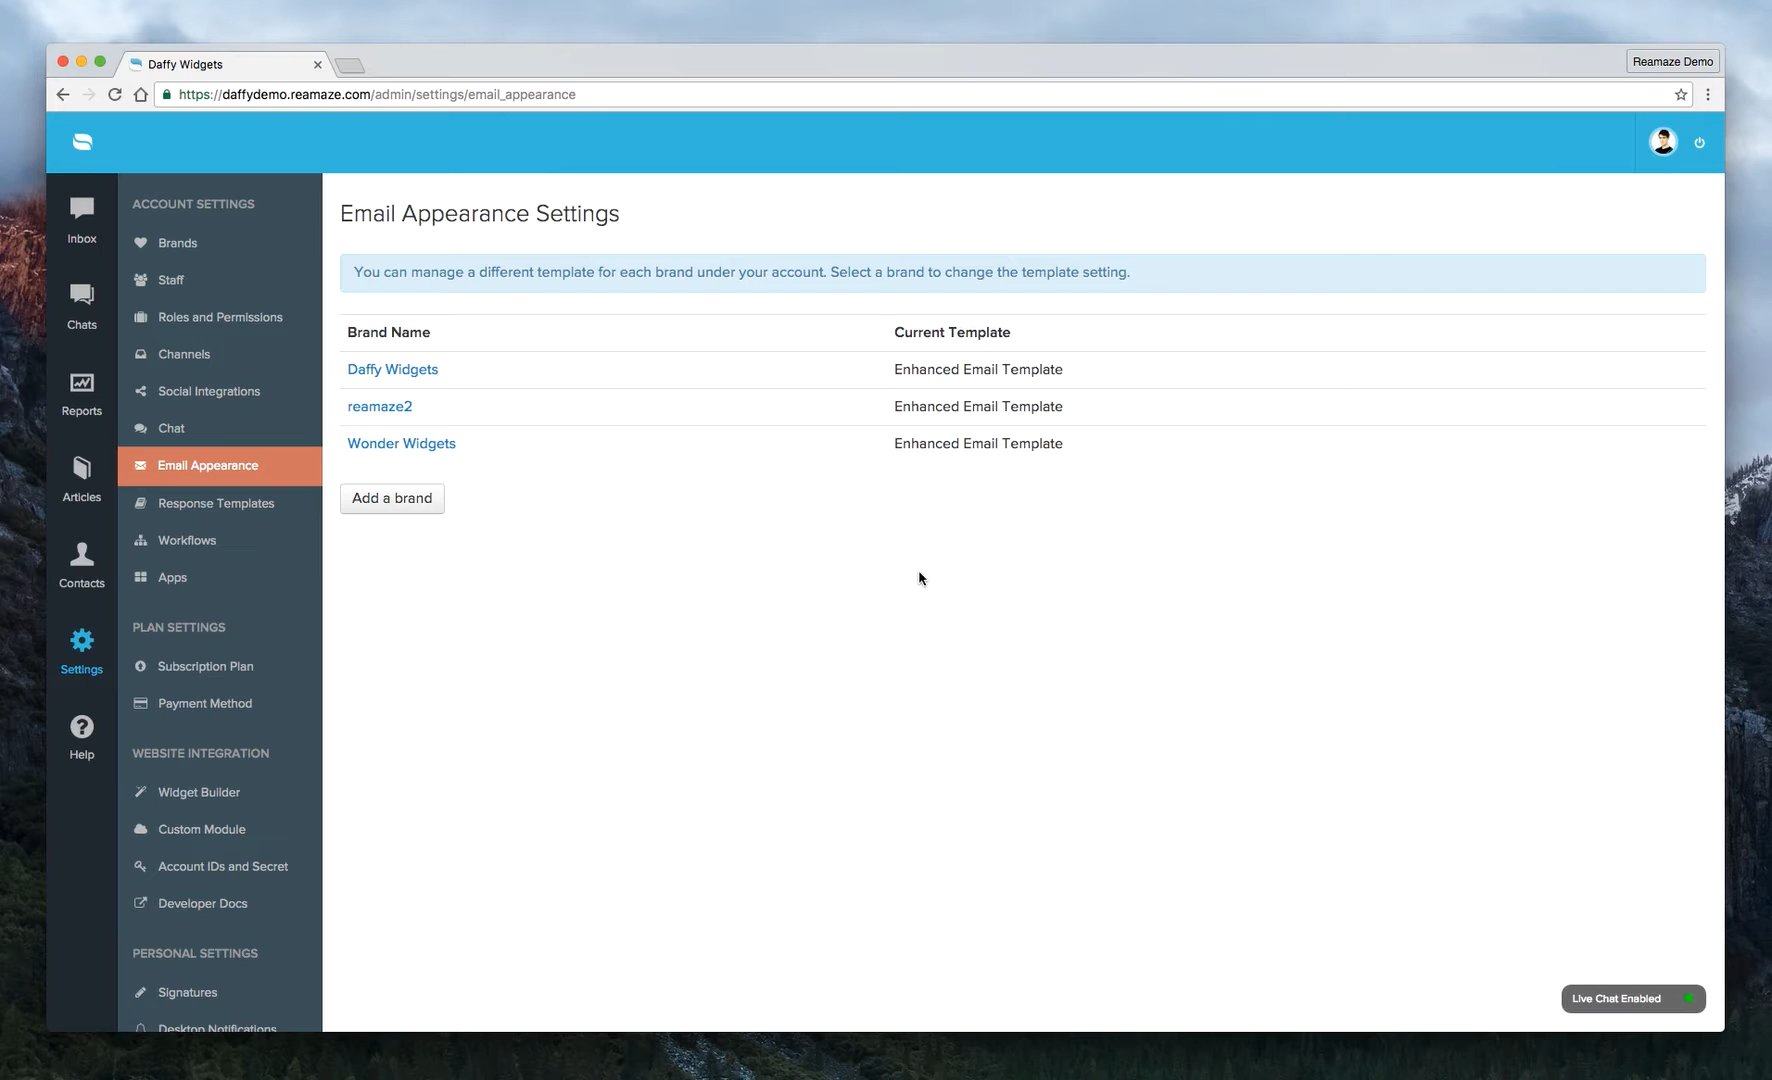 Daffy Widgets
Reamaze Demo
https://daffydemo.reamaze.com/admin/settings/email_appearance
Inbox
Chats
Reports
Articles
Contacts
Settings
Help
ACCOUNT SETTINGS
Brands
Staff
Roles and Permissions
Channels
Social Integrations
Chat
Email Appearance
Response Templates
Workflows
Apps
PLAN SETTINGS
Subscription Plan
Payment Method
WEBSITE INTEGRATION
Widget Builder
Custom Module
Account IDs and Secret
Developer Docs
PERSONAL SETTINGS
Signatures
Desktop Notifications
Email Appearance Settings
You can manage a different template for each brand under your account. Select a brand to change the template setting.
Brand Name Current Template
Daffy Widgets Enhanced Email Template
reamaze2 Enhanced Email Template
Wonder Widgets Enhanced Email Template
Add a brand
Live Chat Enabled